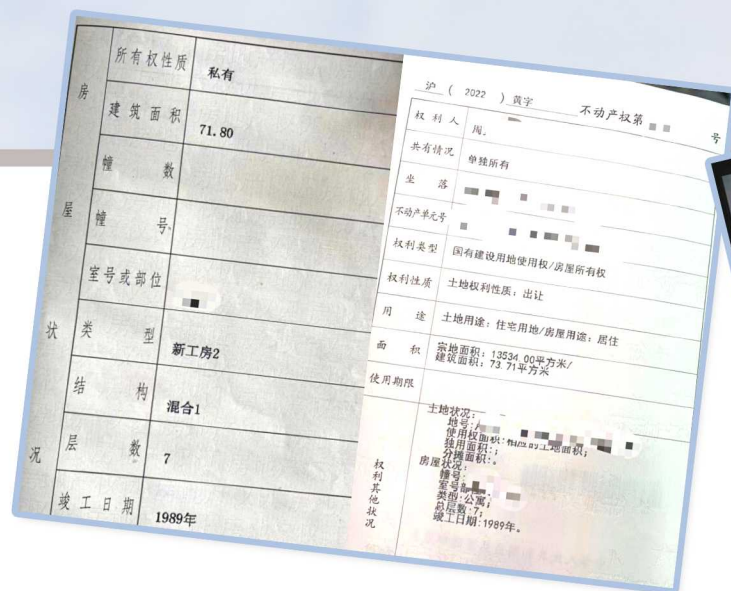 房屋状况
所有权性质 私有
建筑面积 71.80
幢数
幢号
室号或部位
类型 新工房2
结构 混合1
层数 7
竣工日期 1989年
沪 ( 2022 ) 黄字 不动产权第 号
权利人 周
共有情况 单独所有
坐落
不动产单元号
权利类型 国有建设用地使用权/房屋所有权
权利性质 土地权利性质：出让
用途 土地用途：住宅用地/房屋用途：居住
面积 宗地面积：13534.00平方米/
建筑面积：73.71平方米
使用期限
权利其他状况
土地状况：
地号：
使用权面积：相应的土地面积；
独用面积：；
分摊面积：。
房屋状况：
幢号：
室号部位：
类型：公寓；
总层数：7；
竣工日期：1989年。